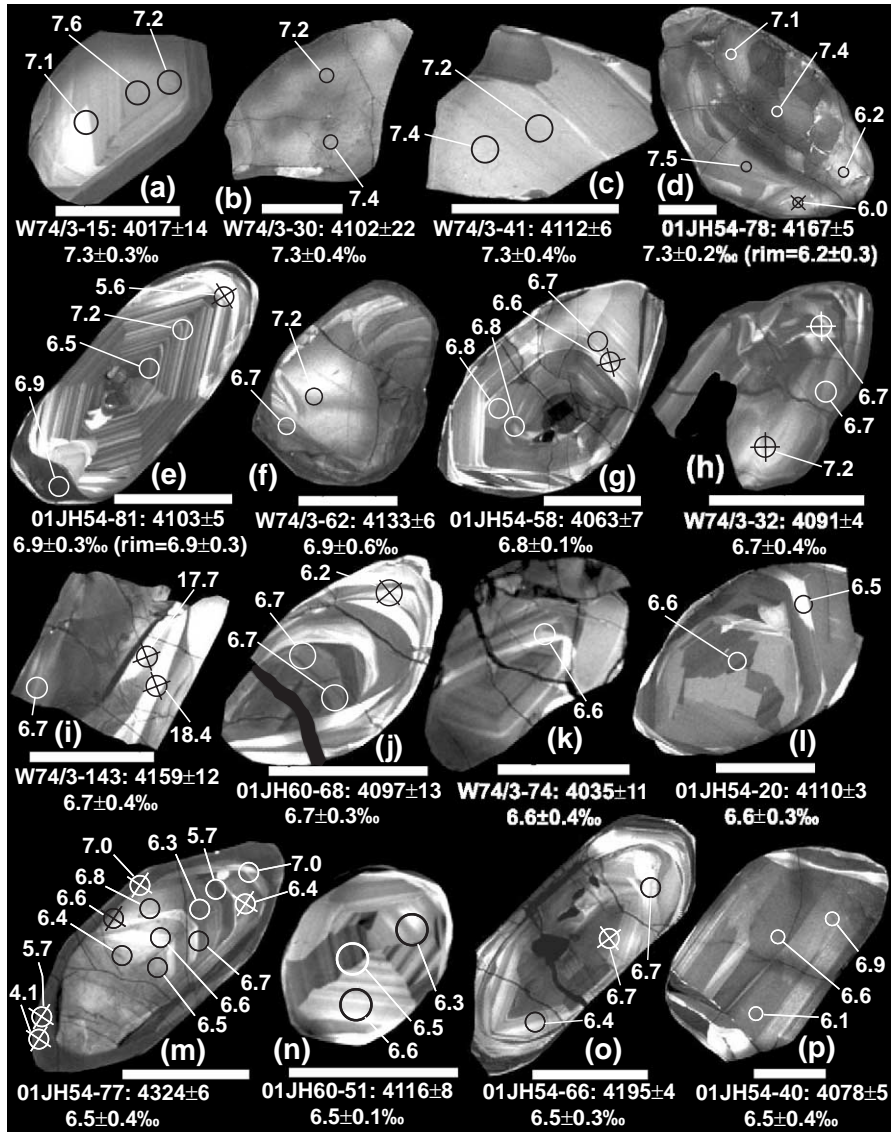 7.6 7.2
7.1
(a)
W74/3-15: 4017±14
7.3±0.3‰
7.2
7.4
(b)
W74/3-30: 4102±22
7.3±0.4‰
7.2
7.4
(c)
W74/3-41: 4112±6
7.3±0.4‰
7.1
7.4
6.2
7.5
6.0
(d)
01JH54-78: 4167±5
7.3±0.2‰ (rim=6.2±0.3)
5.6
7.2
6.5
6.9
(e)
01JH54-81: 4103±5
6.9±0.3‰ (rim=6.9±0.3)
7.2
6.7
(f)
W74/3-62: 4133±6
6.9±0.6‰
6.7
6.6
6.8
6.8
(g)
01JH54-58: 4063±7
6.8±0.1‰
6.7
6.7
7.2
(h)
W74/3-32: 4091±4
6.7±0.4‰
17.7
6.7
18.4
(i)
W74/3-143: 4159±12
6.7±0.4‰
6.2
6.7
6.7
(j)
01JH60-68: 4097±13
6.7±0.3‰
6.6
(k)
W74/3-74: 4035±11
6.6±0.4‰
6.6
6.5
(l)
01JH54-20: 4110±3
6.6±0.3‰
7.0 6.3 5.7 7.0
6.8
6.6 6.4
6.4
5.7 6.7
4.1 6.6
6.5
(m)
01JH54-77: 4324±6
6.5±0.4‰
6.3
6.5
6.6
(n)
01JH60-51: 4116±8
6.5±0.1‰
6.7
6.7
6.4
(o)
01JH54-66: 4195±4
6.5±0.3‰
6.9
6.6
6.1
(p)
01JH54-40: 4078±5
6.5±0.4‰